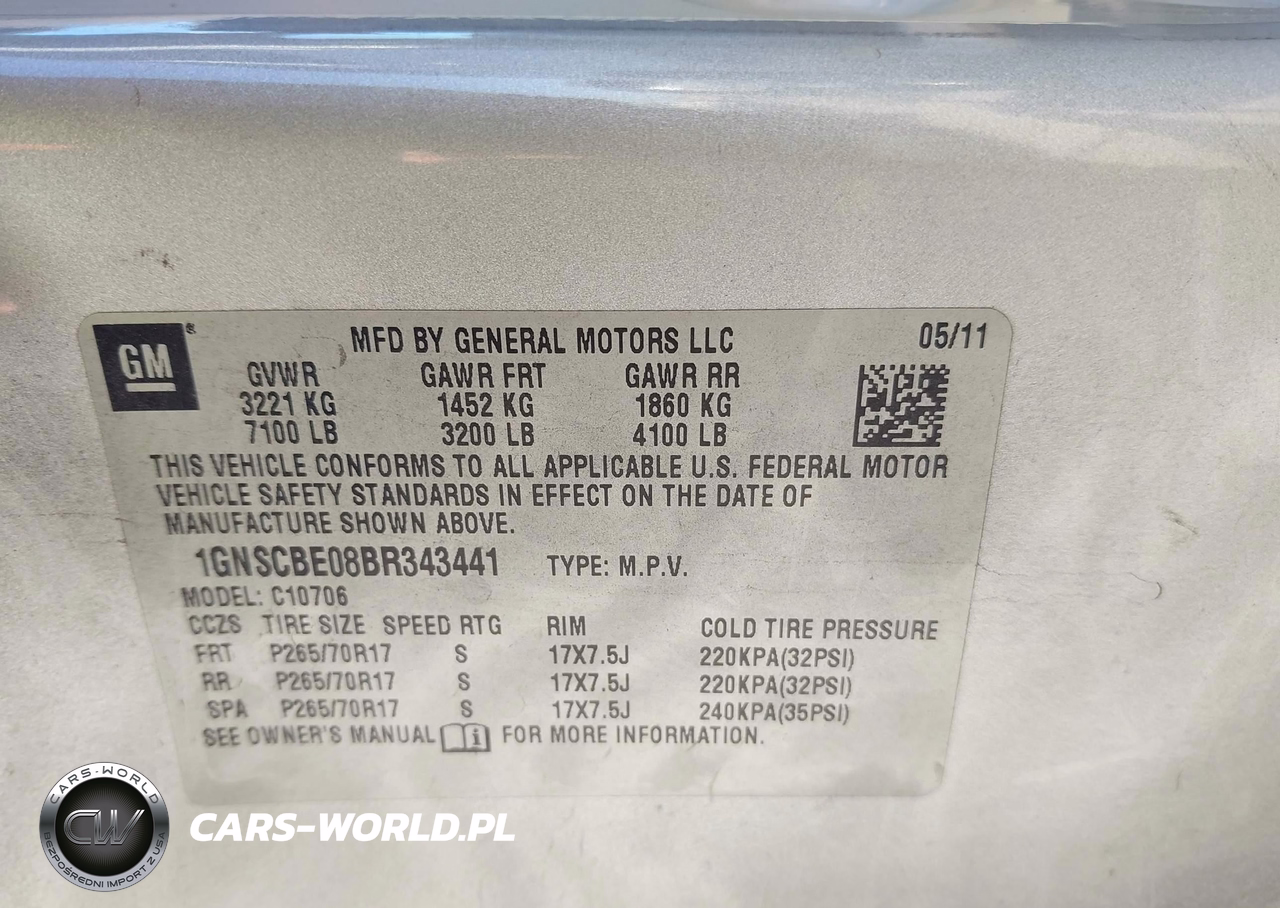 GM
MFD BY GENERAL MOTORS LLC 05/11
GVWR GAWR FRT GAWR RR
3221 KG 1452 KG 1860 KG
7100 LB 3200 LB 4100 LB
THIS VEHICLE CONFORMS TO ALL APPLICABLE U.S. FEDERAL MOTOR
VEHICLE SAFETY STANDARDS IN EFFECT ON THE DATE OF
MANUFACTURE SHOWN ABOVE.
1GNSCBE08BR343441 TYPE: M.P.V.
MODEL: C10706
CCZS TIRE SIZE SPEED RTG RIM COLD TIRE PRESSURE
FRT P265/70R17 S 17X7.5J 220KPA(32PSI)
RR P265/70R17 S 17X7.5J 220KPA(32PSI)
SPA P265/70R17 S 17X7.5J 240KPA(35PSI)
SEE OWNER'S MANUAL i FOR MORE INFORMATION.
CARS-WORLD
CW
BEZPOŚREDNI IMPORT Z USA
CARS-WORLD.PL